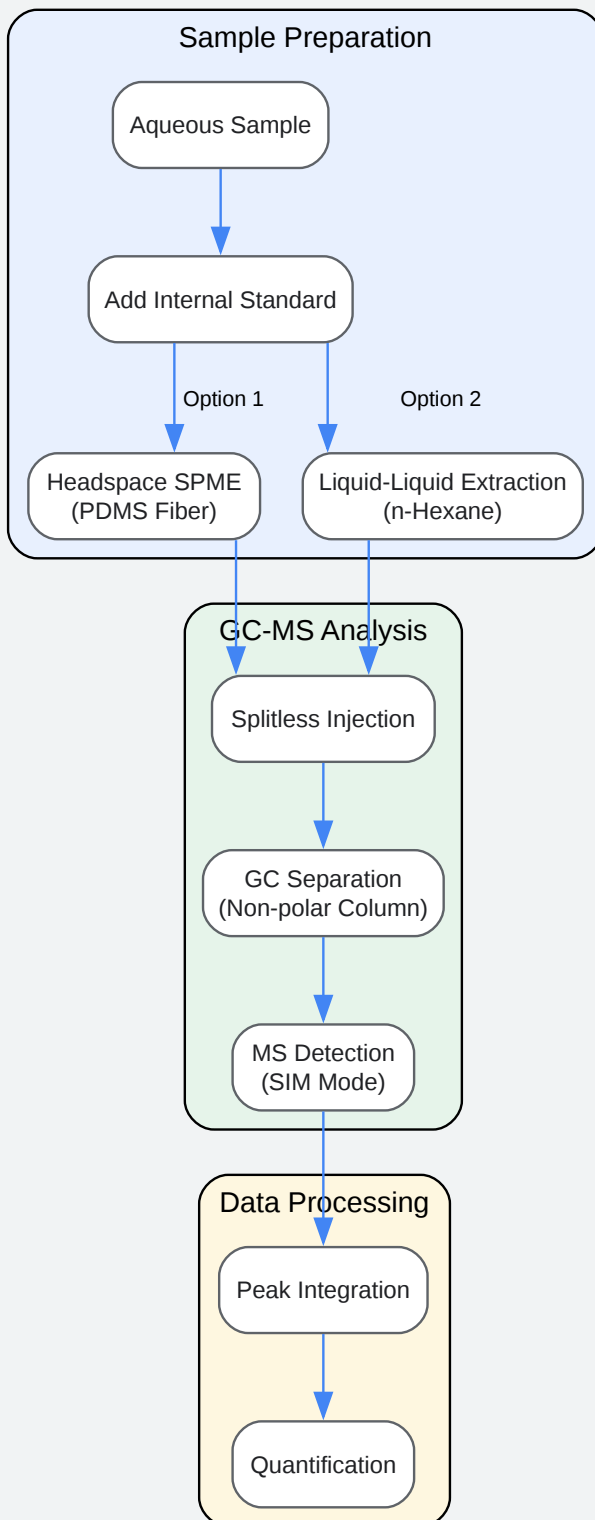 Sample Preparation
Aqueous Sample
Add Internal Standard
Option 1
Option 2
Headspace SPME
(PDMS Fiber)
Liquid-Liquid Extraction
(n-Hexane)
GC-MS Analysis
Splitless Injection
GC Separation
(Non-polar Column)
MS Detection
(SIM Mode)
Data Processing
Peak Integration
Quantification